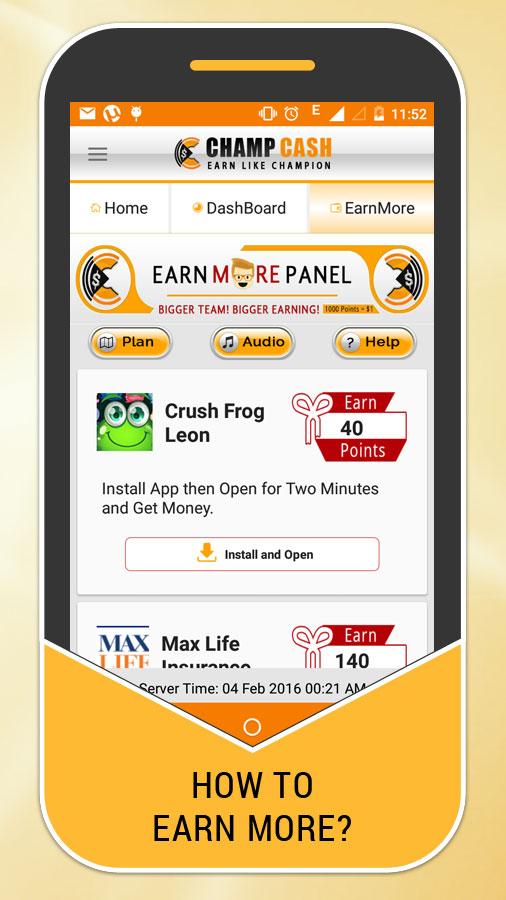 E
11:52
CHAMP CASH
EARN LIKE CHAMPION
Home
DashBoard
EarnMore
EARN MORE PANEL
BIGGER TEAM! BIGGER EARNING! 1000 Points = $1
Plan
Audio
? Help
Crush Frog
Leon
Earn
40
Points
Install App then Open for Two Minutes
and Get Money.
Install and Open
MAX
LIFE
Max Life
Insurance
Earn
140
Server Time: 04 Feb 2016 00:21 AM
HOW TO
EARN MORE?